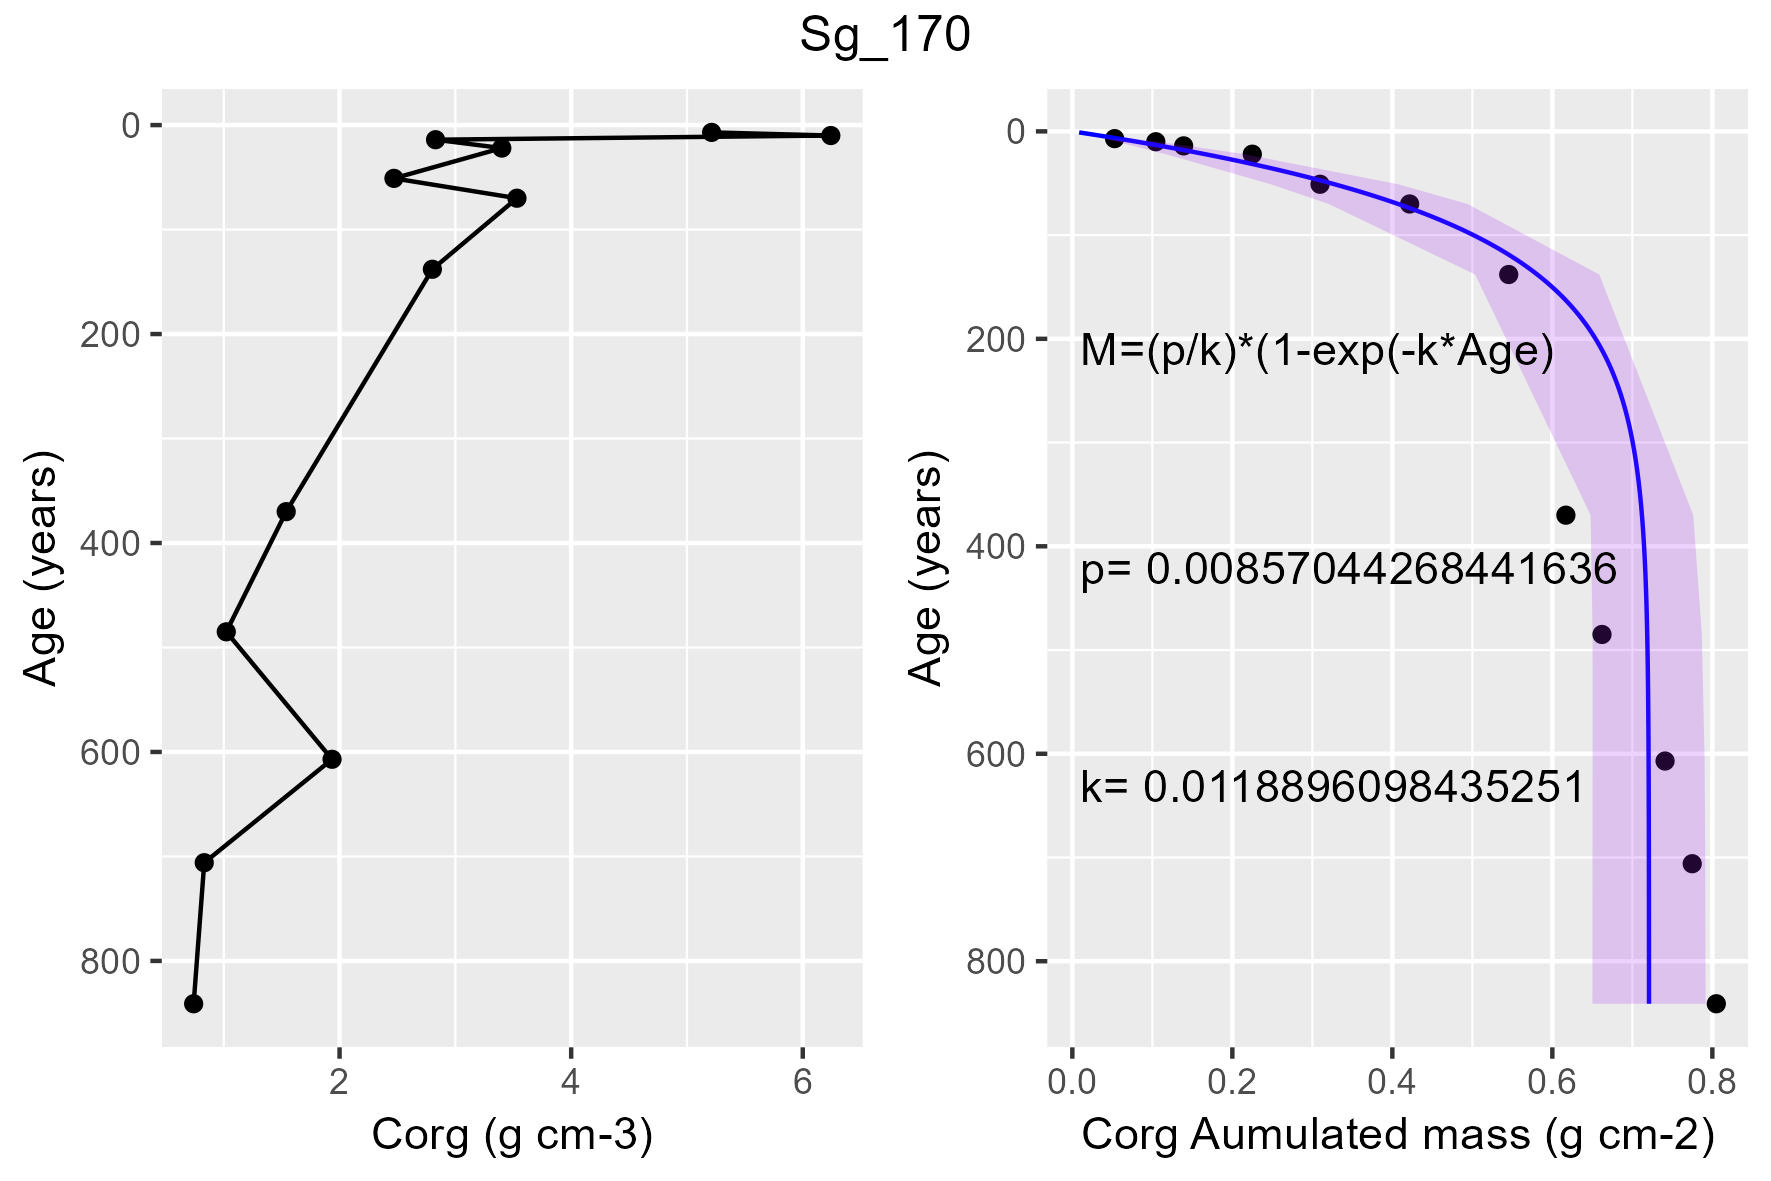 Sg_170
0
200
400
600
800
Age (years)
2
4
6
Corg (g cm-3)
0
200
400
600
800
Age (years)
M=(p/k)*(1-exp(-k*Age)
p= 0.00857044268441636
k= 0.0118896098435251
0.0
0.2
0.4
0.6
0.8
Corg Aumulated mass (g cm-2)